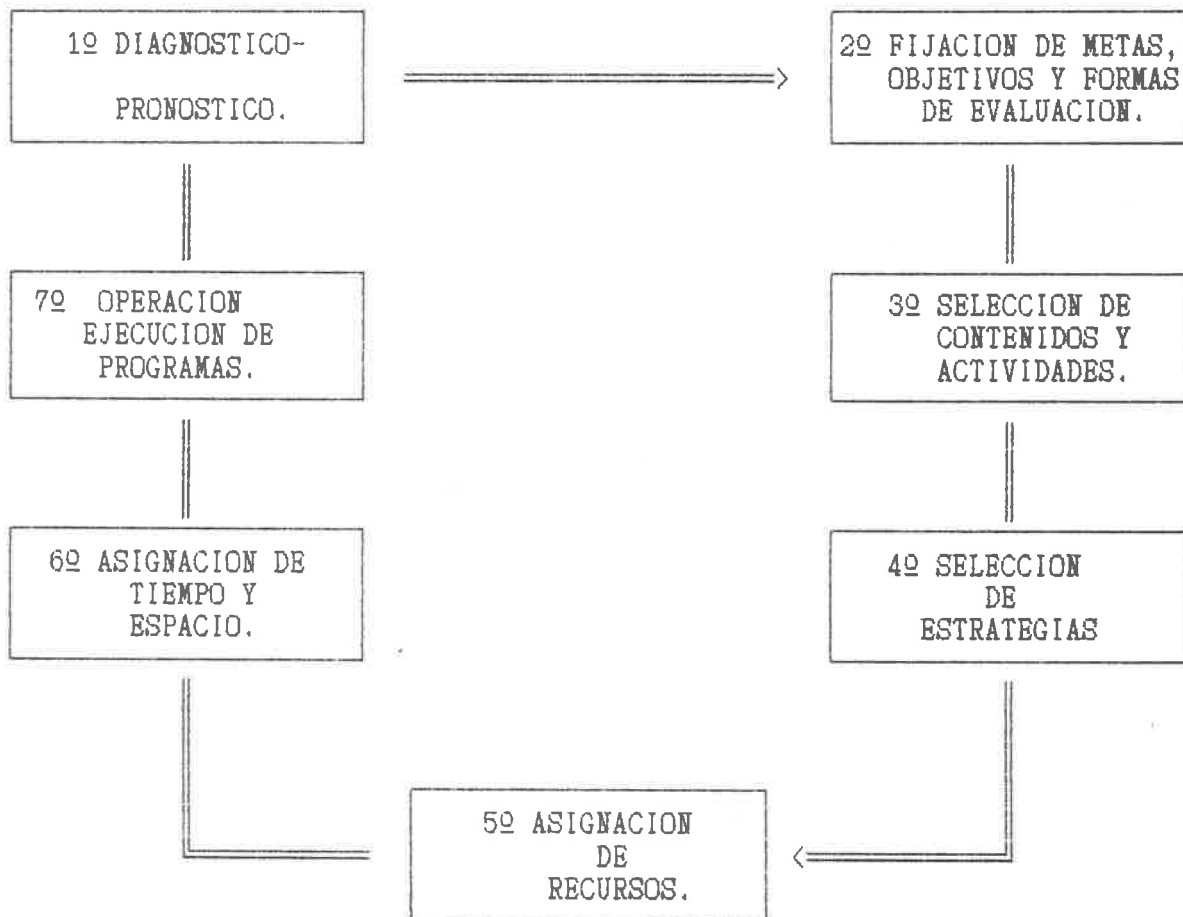 1º DIAGNOSTICO-
PRONOSTICO.
2º FIJACION DE METAS,
OBJETIVOS Y FORMAS
DE EVALUACION.
3º SELECCION DE
CONTENIDOS Y
ACTIVIDADES.
4º SELECCION
DE
ESTRATEGIAS
5º ASIGNACION
DE
RECURSOS.
6º ASIGNACION DE
TIEMPO Y
ESPACIO.
7º OPERACION
EJECUCION DE
PROGRAMAS.